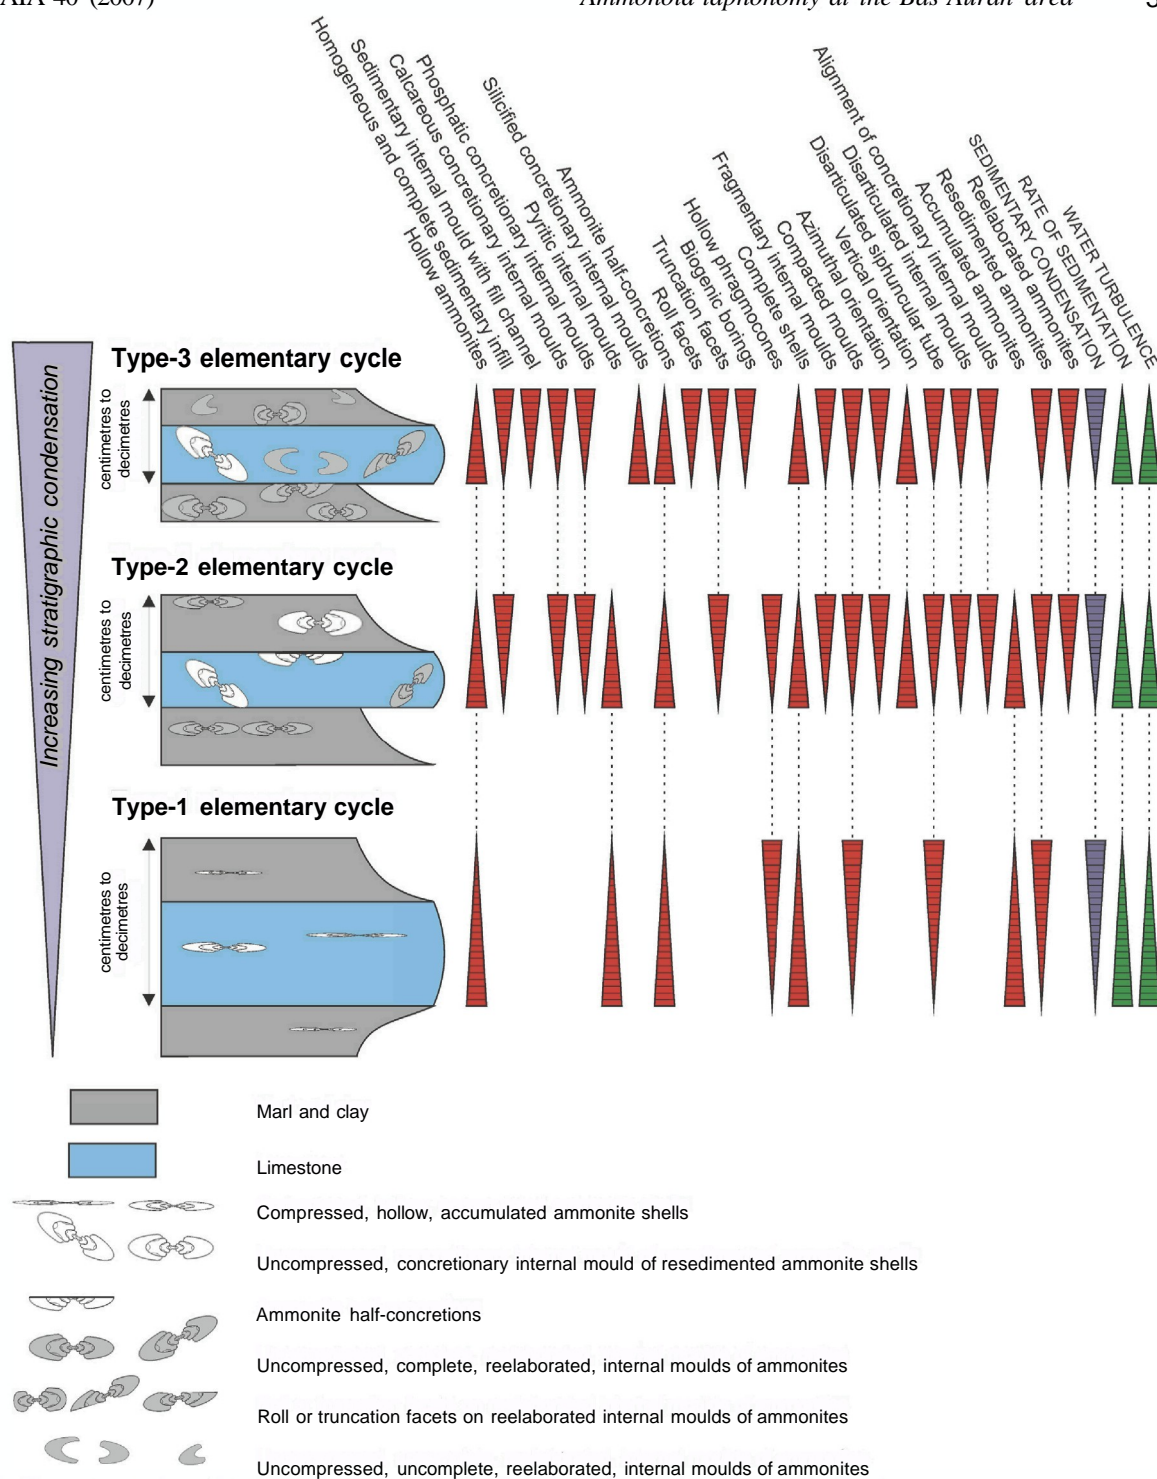 AIA 40 (2007)
Ammonoid taphonomy at the Bas Auran area
Hollow ammonites
Homogeneous and complete sedimentary infill
Sedimentary internal mould with fill channel
Calcareous concretionary internal moulds
Phosphatic concretionary internal moulds
Pyritic internal moulds
Silicified concretionary internal moulds
Ammonite half-concretions
Roll facets
Truncation facets
Biogenic borings
Hollow phragmocones
Complete shells
Fragmentary internal moulds
Compacted moulds
Azimuthal orientation
Vertical orientation
Disarticulated siphuncular tube
Disarticulated internal moulds
Alignment of concretionary internal moulds
Accumulated ammonites
Resedimented ammonites
Reelaborated ammonites
SEDIMENTARY CONDENSATION
RATE OF SEDIMENTATION
WATER TURBULENCE
Increasing stratigraphic condensation
Type-3 elementary cycle
centimetres to
decimetres
Type-2 elementary cycle
centimetres to
decimetres
Type-1 elementary cycle
centimetres to
decimetres
Marl and clay
Limestone
Compressed, hollow, accumulated ammonite shells
Uncompressed, concretionary internal mould of resedimented ammonite shells
Ammonite half-concretions
Uncompressed, complete, reelaborated, internal moulds of ammonites
Roll or truncation facets on reelaborated internal moulds of ammonites
Uncompressed, uncomplete, reelaborated, internal moulds of ammonites